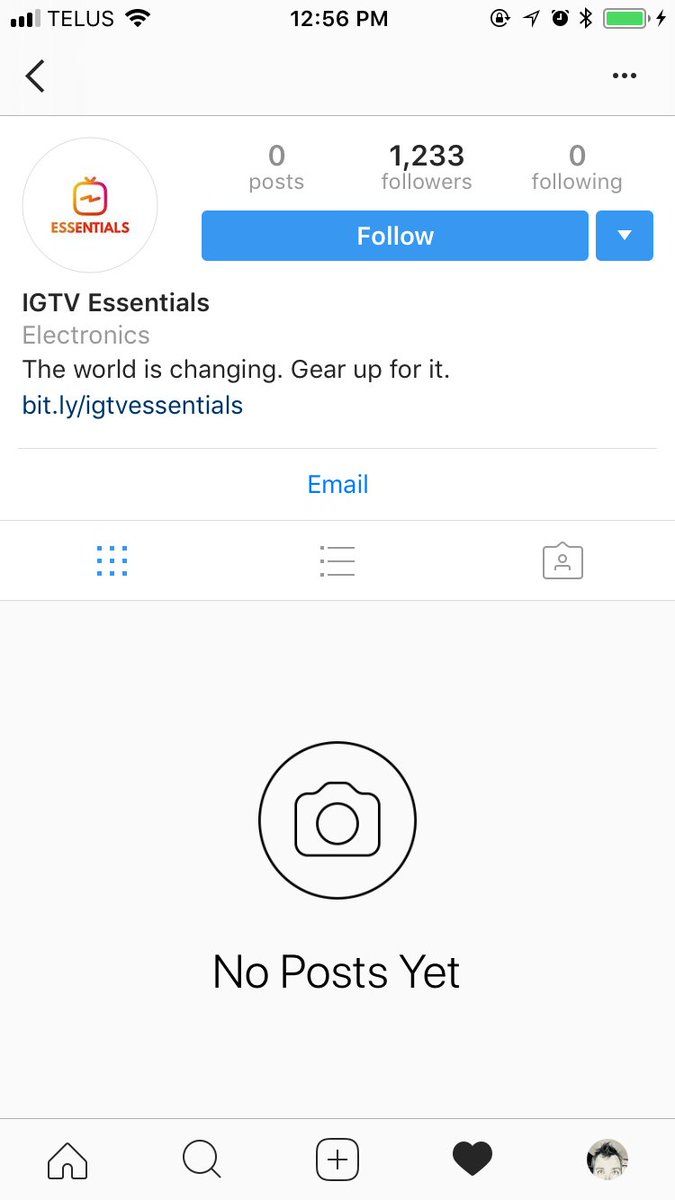 TELUS 12:56 PM
0 1,233 0
posts followers following
ESSENTIALS
Follow
IGTV Essentials
Electronics
The world is changing. Gear up for it.
bit.ly/igtvessentials
Email
No Posts Yet